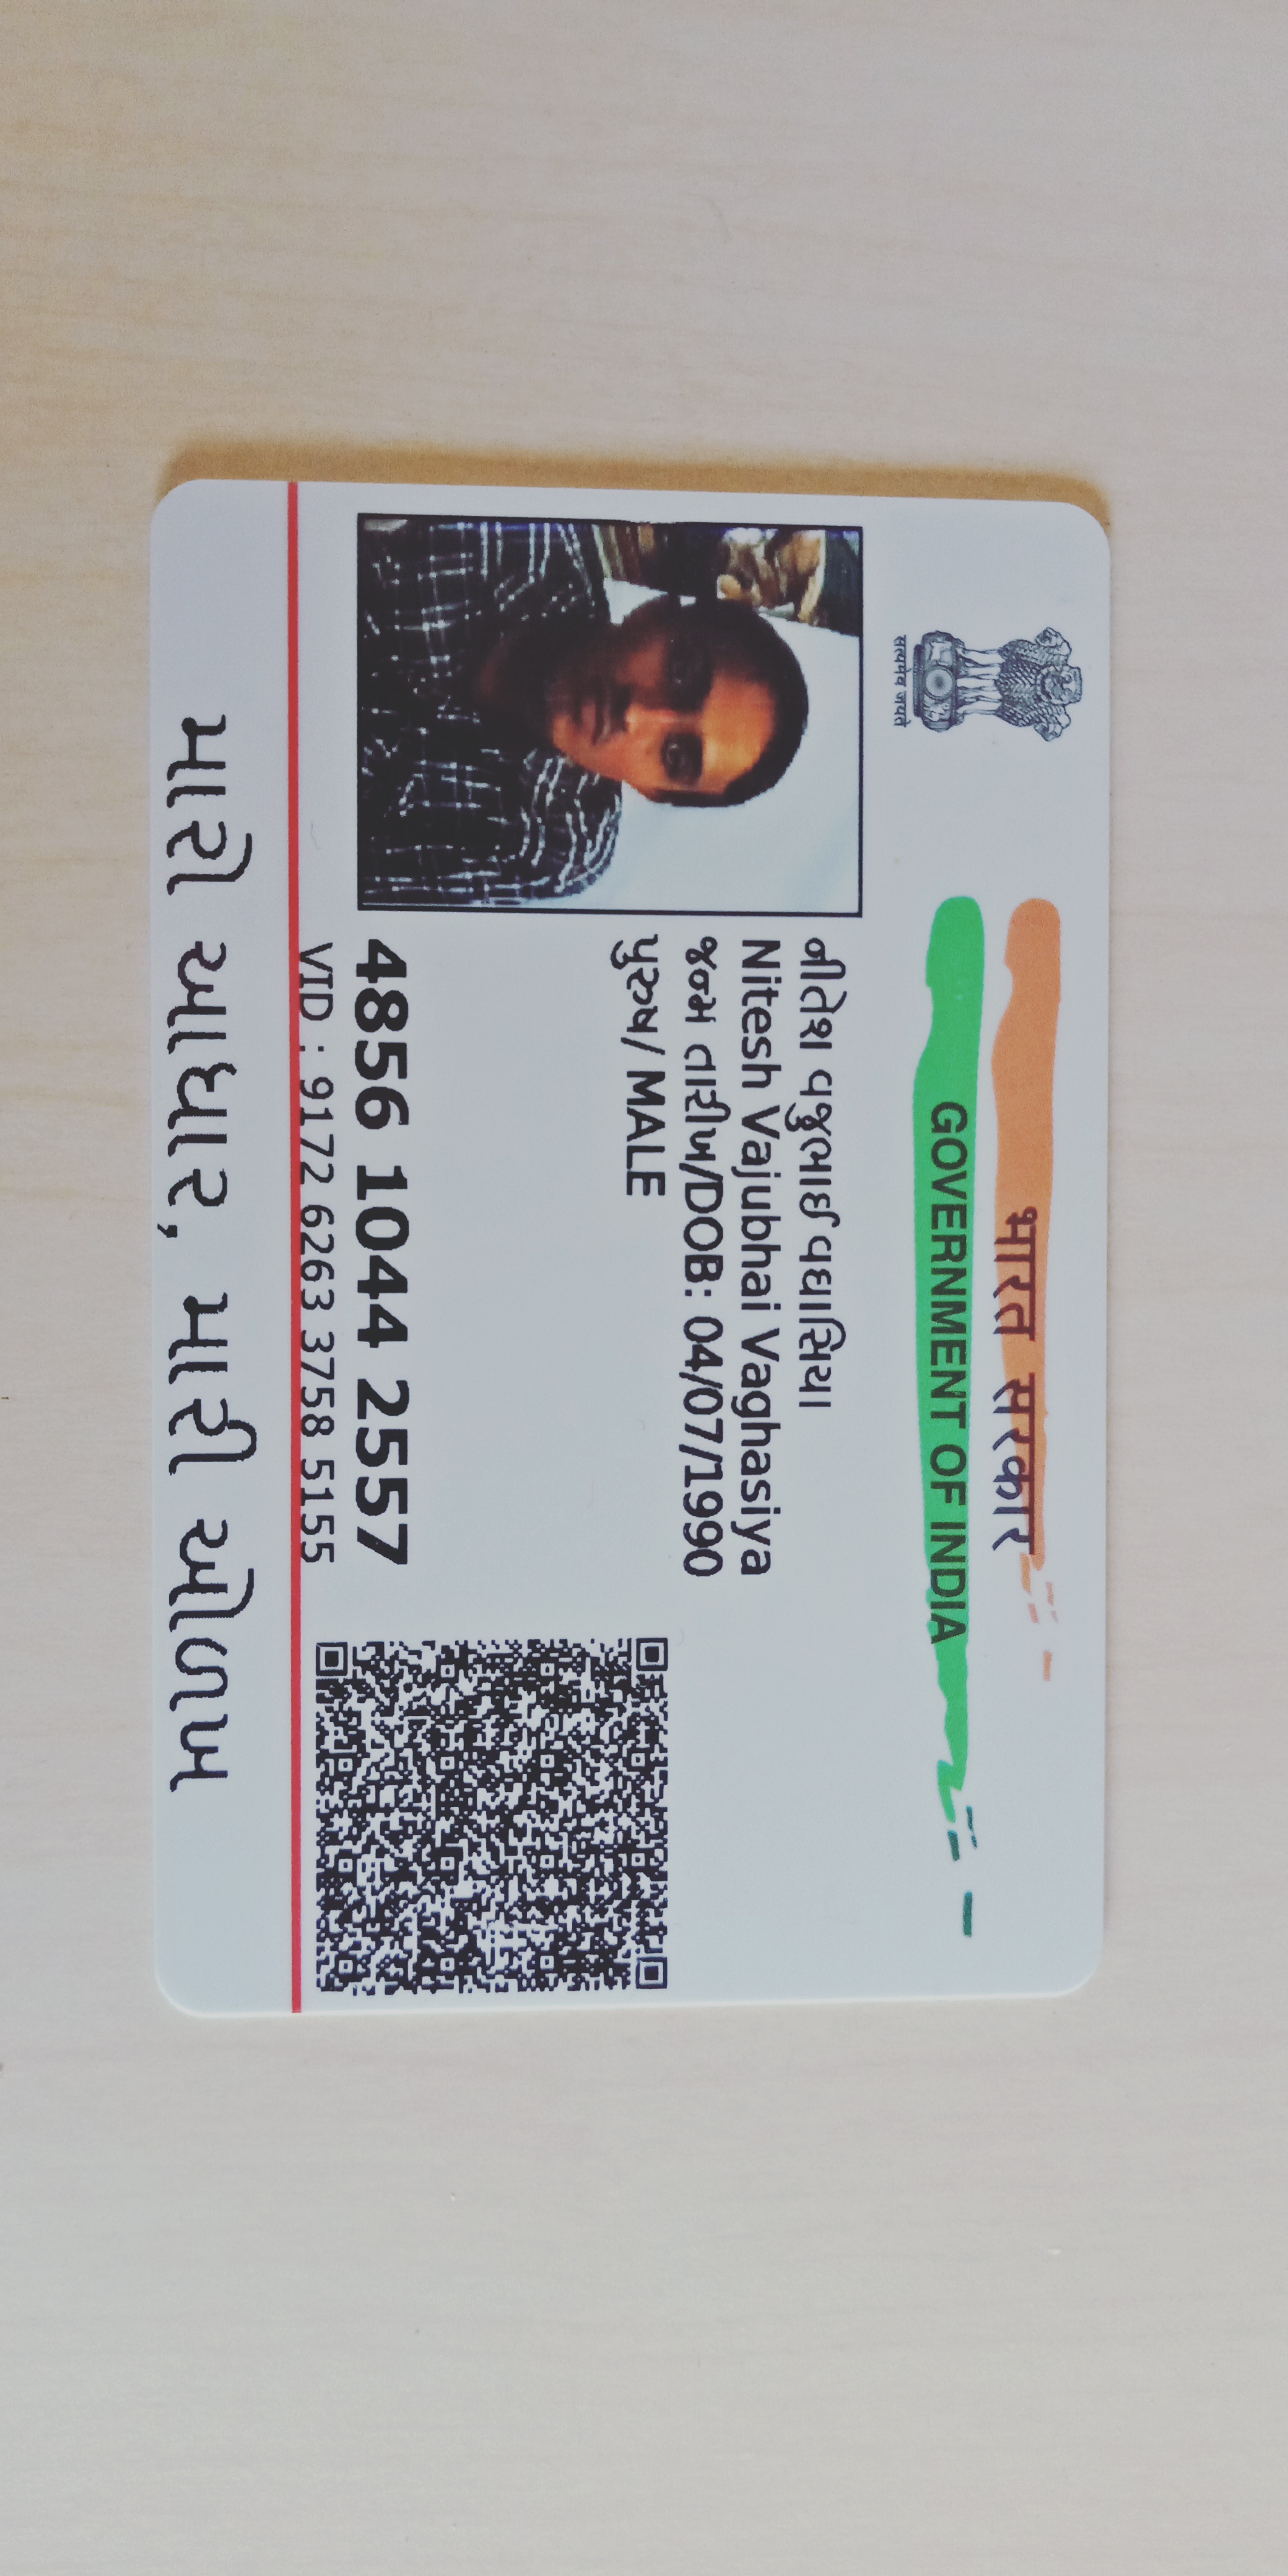 भारत सरकार
GOVERNMENT OF INDIA
सत्यमेव जयते
નીતેશ વજુભાઈ વઘાસિયા
Nitesh Vajubhai Vaghasiya
જન્મ તારીખ/DOB: 04/07/1990
પુરુષ/ MALE
4856 1044 2557
VID : 9172 6263 3758 5155
મારો આધાર, મારી ઓળખ